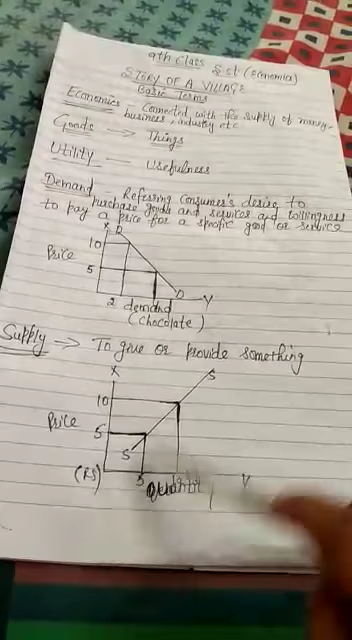 9th Class S.St (Economics)
STORY OF A VILLAGE
Basic Terms
Economics - Connected with the supply of money-
business, industry etc
Goods → Things
Utility — Usefulness
Demand - Referring consumer's desire to
purchase goods and services and willingness
to pay a price for a specific good or service
X D
10
Price
5
D Y
2 demand
(chocolate)
Supply → To give or provide something
X S
10
Price
5
S
(RS)
Y